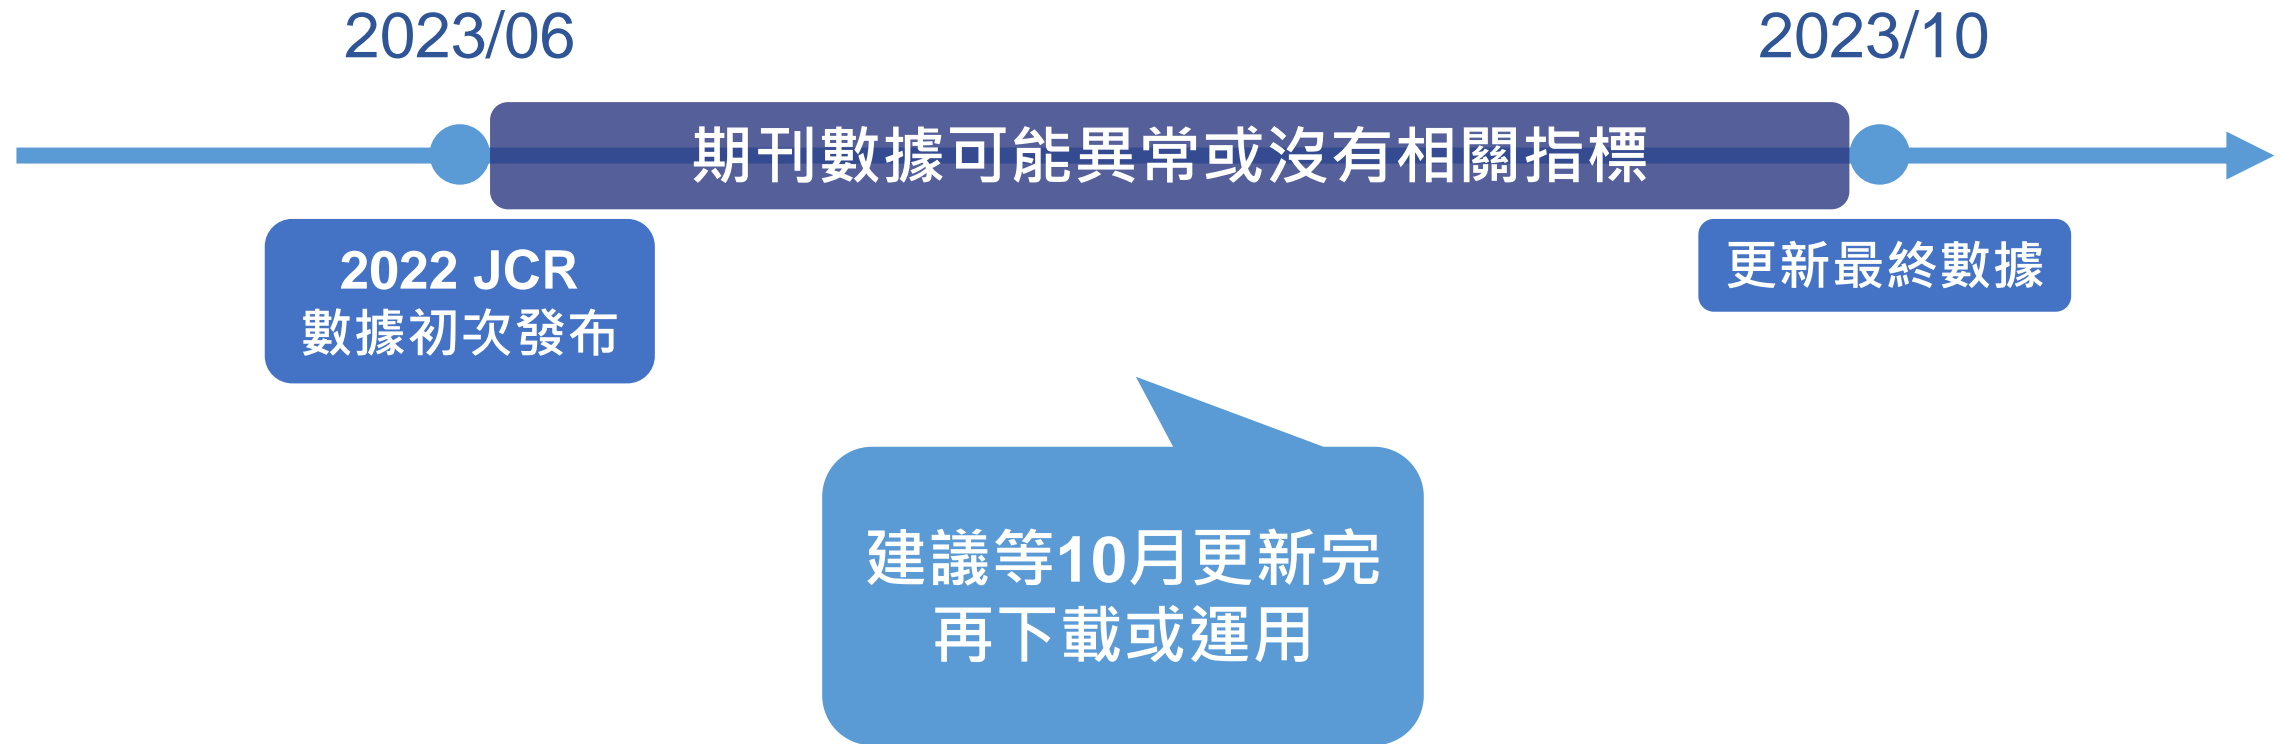 2023/06
2023/10
期刊數據可能異常或沒有相關指標
2022 JCR
數據初次發布
更新最終數據
建議等10月更新完
再下載或運用